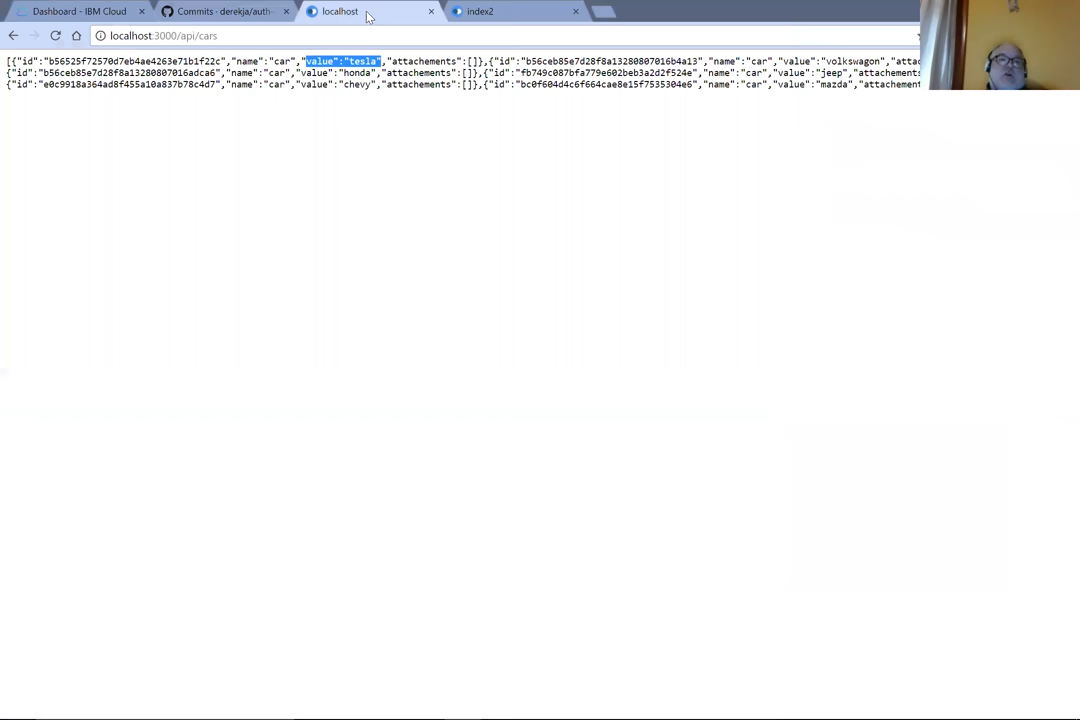 Dashboard - IBM Cloud
Commits · derekja/auth-
localhost
index2
localhost:3000/api/cars
[{"id":"b56525f72570d7eb4ae4263e71b1f22c","name":"car","value":"tesla","attachements":[]},{"id":"b56ceb85e7d28f8a13280807016b4a13","name":"car","value":"volkswagon","attac
{"id":"b56ceb85e7d28f8a13280807016adca6","name":"car","value":"honda","attachements":[]},{"id":"fb749c087bfa779e602beb3a2d2f524e","name":"car","value":"jeep","attachements
{"id":"e0c9918a364ad8f455a10a837b78c4d7","name":"car","value":"chevy","attachements":[]},{"id":"bc0f604d4c6f664cae8e15f7535304e6","name":"car","value":"mazda","attachements